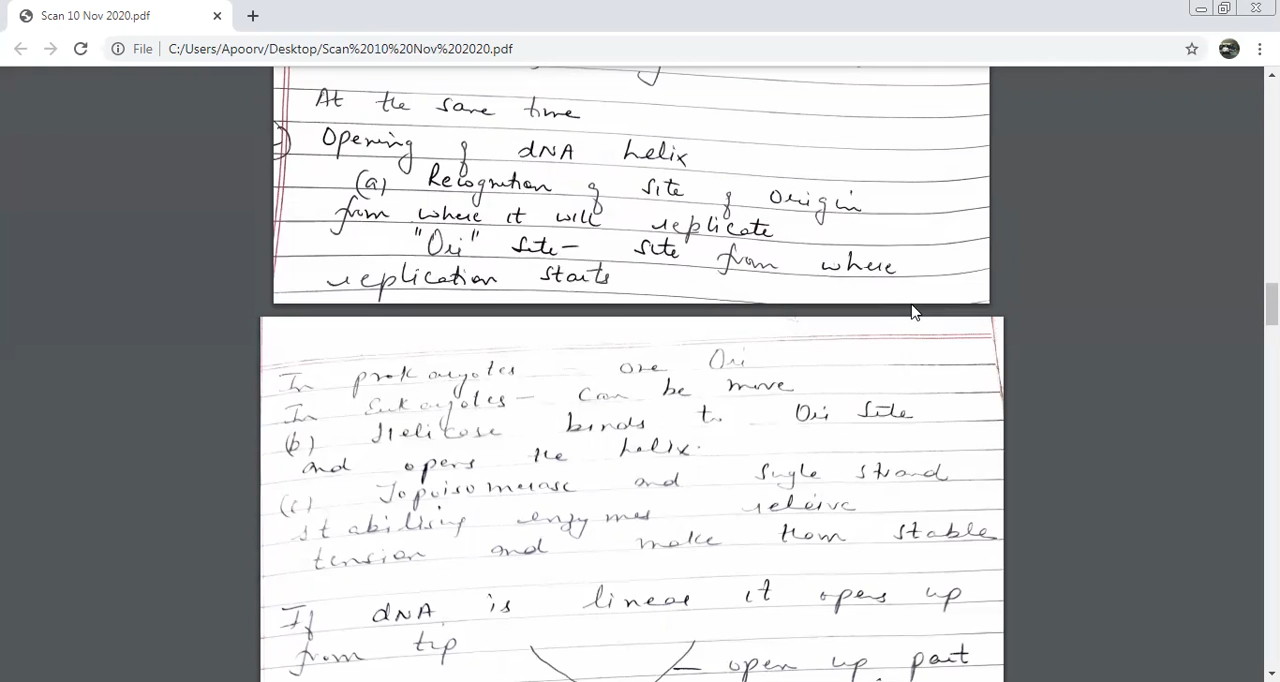 Scan 10 Nov 2020.pdf
File C:/Users/Apoorv/Desktop/Scan%2010%20Nov%202020.pdf
At the same time
Opening of dNA helix
(a) Recognition of site of Origin
from where it will replicate
"Ori" site- site from where
replication starts
In prokaryotes one Ori
In Eukaryotes- can be more
(b) Helicase binds to Ori site
and opens the helix.
(c) Topoisomerase and single strand
stabilising enzymes releive
tension and make them stable
If dNA is linear it opens up
from tip
open up part